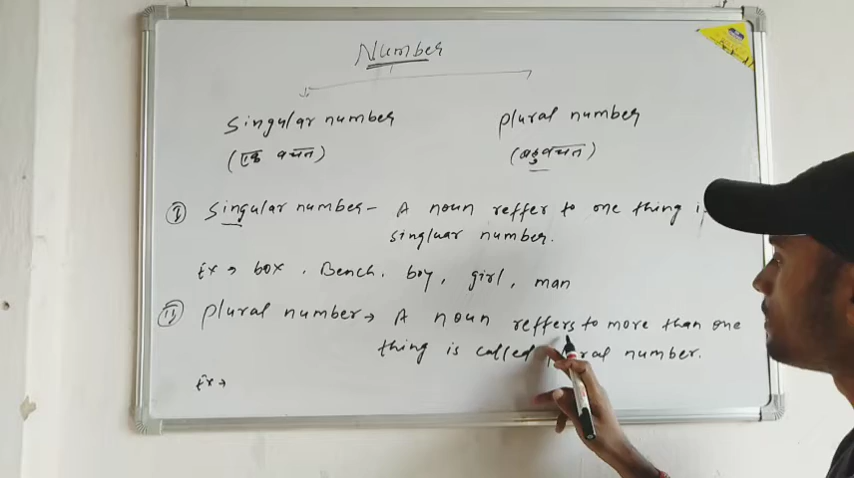 Number
singular number plural number
(एक वचन) (बहुवचन)
① singular number - A noun reffer to one thing
singluar number.
Ex → box, Bench, boy, girl, man
② plural number → A noun reffers to more than one
thing is called number.
Ex →